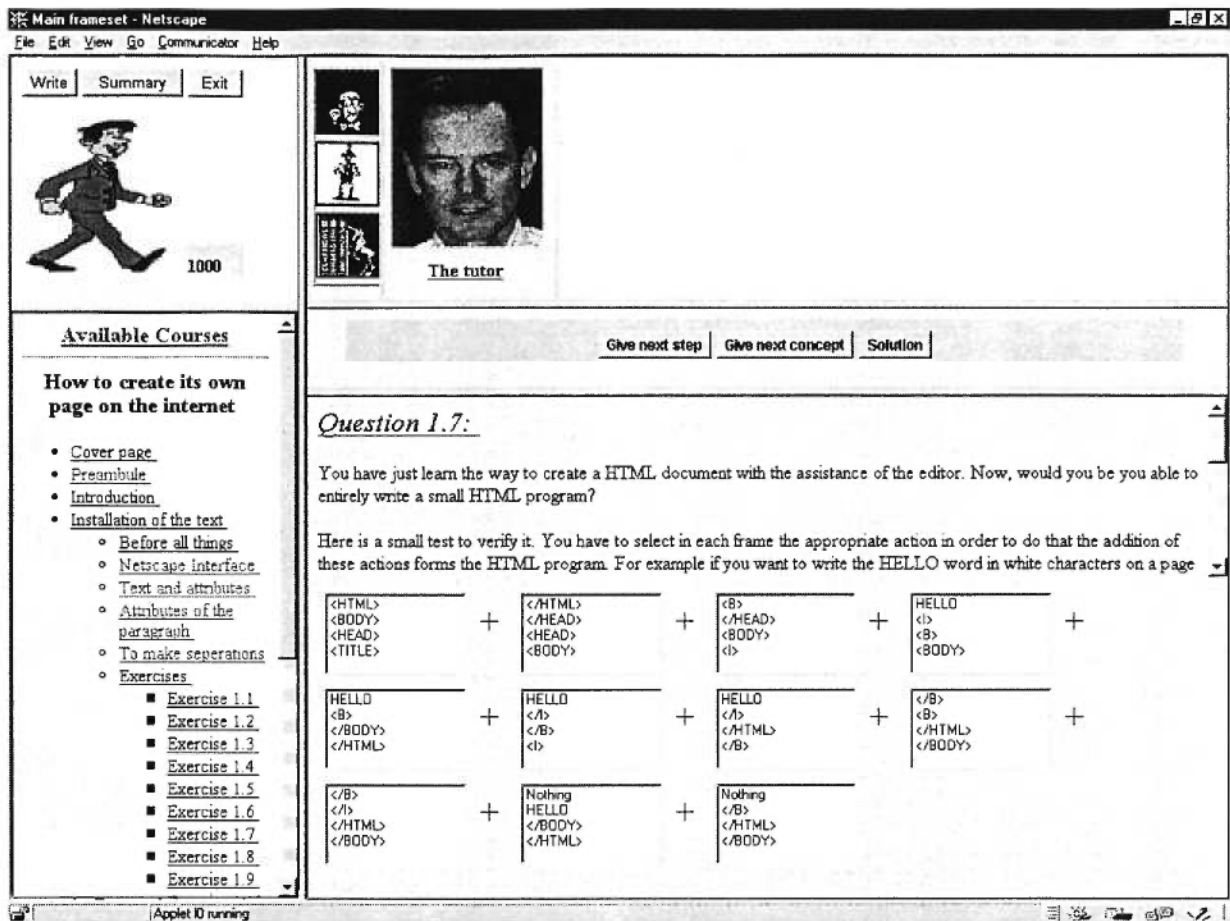 Main frameset - Netscape
File Edit View Go Communicator Help
Write Summary Exit
1000
The tutor
Available Courses
How to create its own
page on the internet
• Cover page
• Preambule
• Introduction
• Installation of the text
Before all things
Netscape Interface
Text and attributes
Attributes of the
paragraph
To make seperations
Exercises
Exercise 1.1
Exercise 1.2
Exercise 1.3
Exercise 1.4
Exercise 1.5
Exercise 1.6
Exercise 1.7
Exercise 1.8
Exercise 1.9
Give next step Give next concept Solution
Question 1.7:
You have just learn the way to create a HTML document with the assistance of the editor. Now, would you be you able to
entirely write a small HTML program?
Here is a small test to verify it. You have to select in each frame the appropriate action in order to do that the addition of
these actions forms the HTML program. For example if you want to write the HELLO word in white characters on a page
<HTML>
<BODY>
<HEAD>
<TITLE>
+
</HTML>
</HEAD>
<HEAD>
<BODY>
+
<B>
</HEAD>
<BODY>
<I>
+
HELLO
<I>
<B>
<BODY>
+
HELLO
<B>
</BODY>
</HTML>
+
HELLO
</I>
</B>
<I>
+
HELLO
</I>
</HTML>
</B>
+
</B>
<B>
</HTML>
</BODY>
+
</B>
</I>
</HTML>
</BODY>
+
Nothing
HELLO
</BODY>
</HTML>
+
Nothing
</B>
</HTML>
</BODY>
Applet IO running